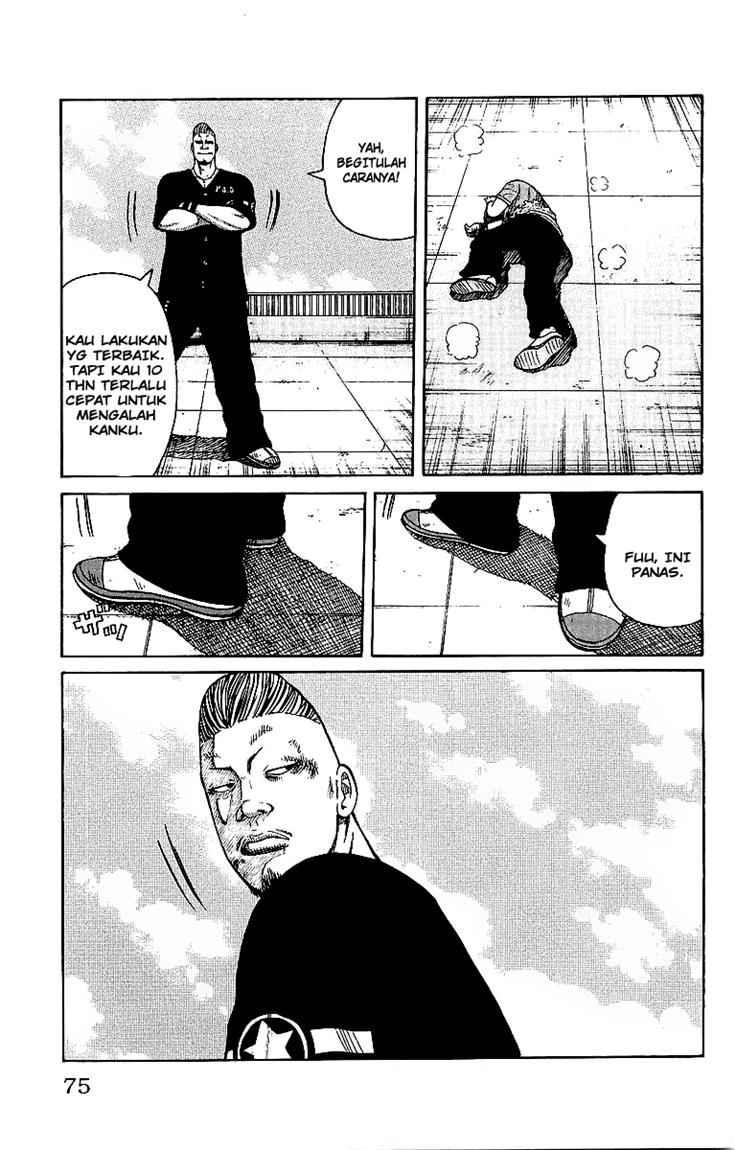 YAH,
BEGITULAH
CARANYA!
KAU LAKUKAN
YG TERBAIK.
TAPI KAU 10
THN TERLALU
CEPAT UNTUK
MENGALAH
KANKU.
FUU, INI
PANAS.
75